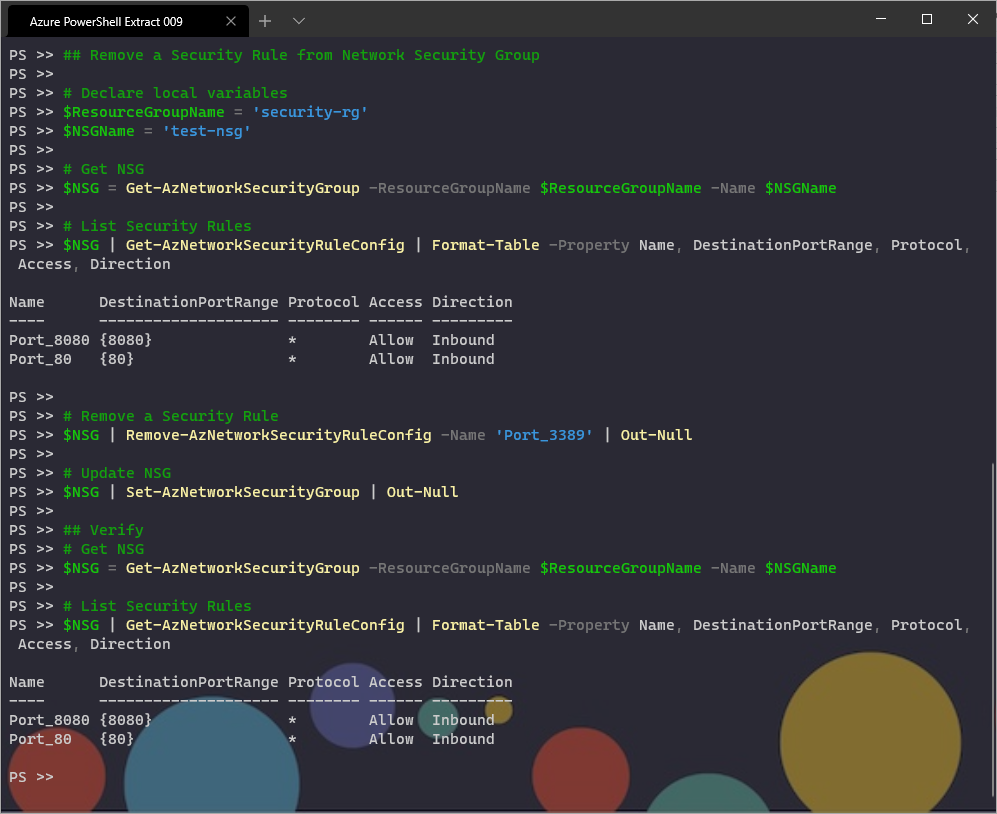 Azure PowerShell Extract 009
PS >> ## Remove a Security Rule from Network Security Group
PS >>
PS >> # Declare local variables
PS >> $ResourceGroupName = 'security-rg'
PS >> $NSGName = 'test-nsg'
PS >>
PS >> # Get NSG
PS >> $NSG = Get-AzNetworkSecurityGroup -ResourceGroupName $ResourceGroupName -Name $NSGName
PS >>
PS >> # List Security Rules
PS >> $NSG | Get-AzNetworkSecurityRuleConfig | Format-Table -Property Name, DestinationPortRange, Protocol,
 Access, Direction
Name      DestinationPortRange Protocol Access Direction
----      -------------------- -------- ------ ---------
Port_8080 {8080}               *        Allow  Inbound
Port_80   {80}                 *        Allow  Inbound
PS >>
PS >> # Remove a Security Rule
PS >> $NSG | Remove-AzNetworkSecurityRuleConfig -Name 'Port_3389' | Out-Null
PS >>
PS >> # Update NSG
PS >> $NSG | Set-AzNetworkSecurityGroup | Out-Null
PS >>
PS >> ## Verify
PS >> # Get NSG
PS >> $NSG = Get-AzNetworkSecurityGroup -ResourceGroupName $ResourceGroupName -Name $NSGName
PS >>
PS >> # List Security Rules
PS >> $NSG | Get-AzNetworkSecurityRuleConfig | Format-Table -Property Name, DestinationPortRange, Protocol,
 Access, Direction
Name      DestinationPortRange Protocol Access Direction
----      -------------------- -------- ------ ---------
Port_8080 {8080}               *        Allow  Inbound
Port_80   {80}                 *        Allow  Inbound
PS >>